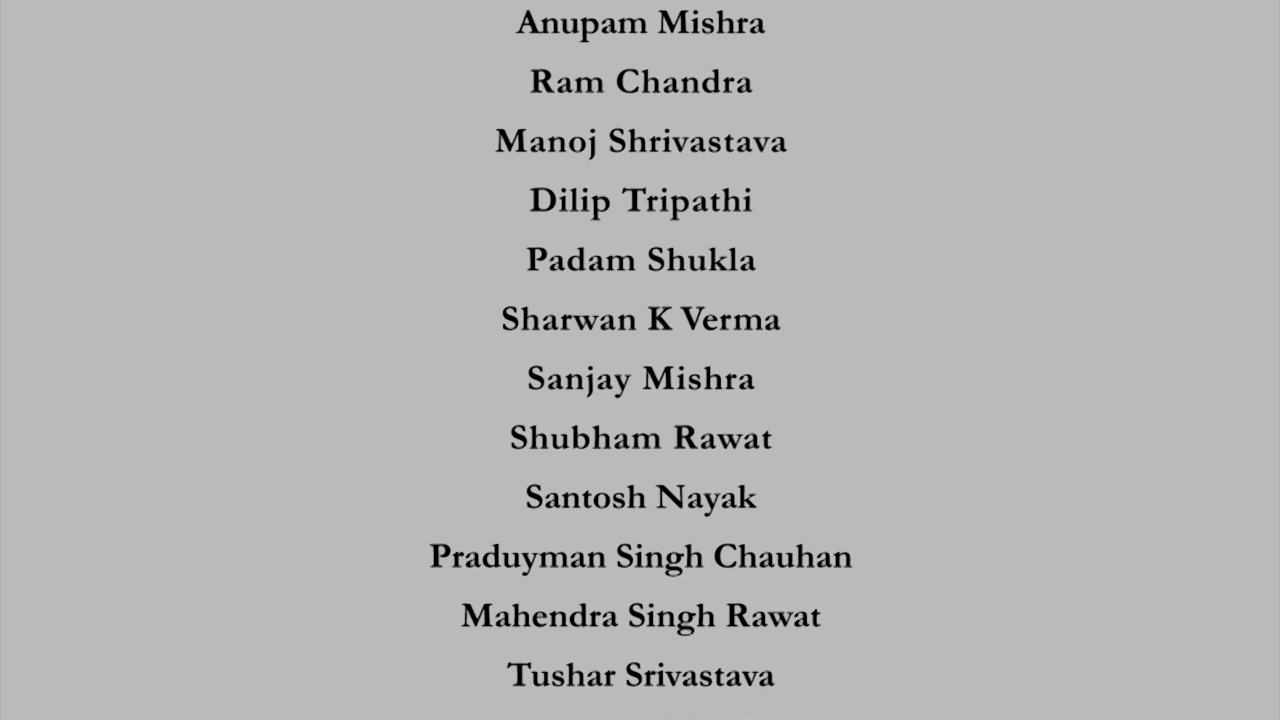 Anupam Mishra
Ram Chandra
Manoj Shrivastava
Dilip Tripathi
Padam Shukla
Sharwan K Verma
Sanjay Mishra
Shubham Rawat
Santosh Nayak
Praduyman Singh Chauhan
Mahendra Singh Rawat
Tushar Srivastava